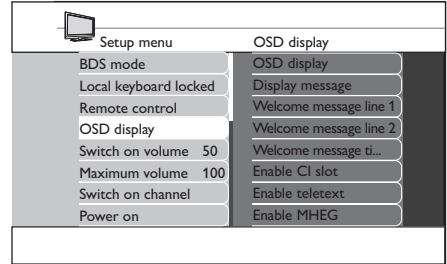 Setup menu
OSD display
BDS mode
OSD display
Local keyboard locked
Display message
Remote control
Welcome message line 1
OSD display
Welcome message line 2
Switch on volume 50
Welcome message ti...
Maximum volume 100
Enable CI slot
Switch on channel
Enable teletext
Power on
Enable MHEG